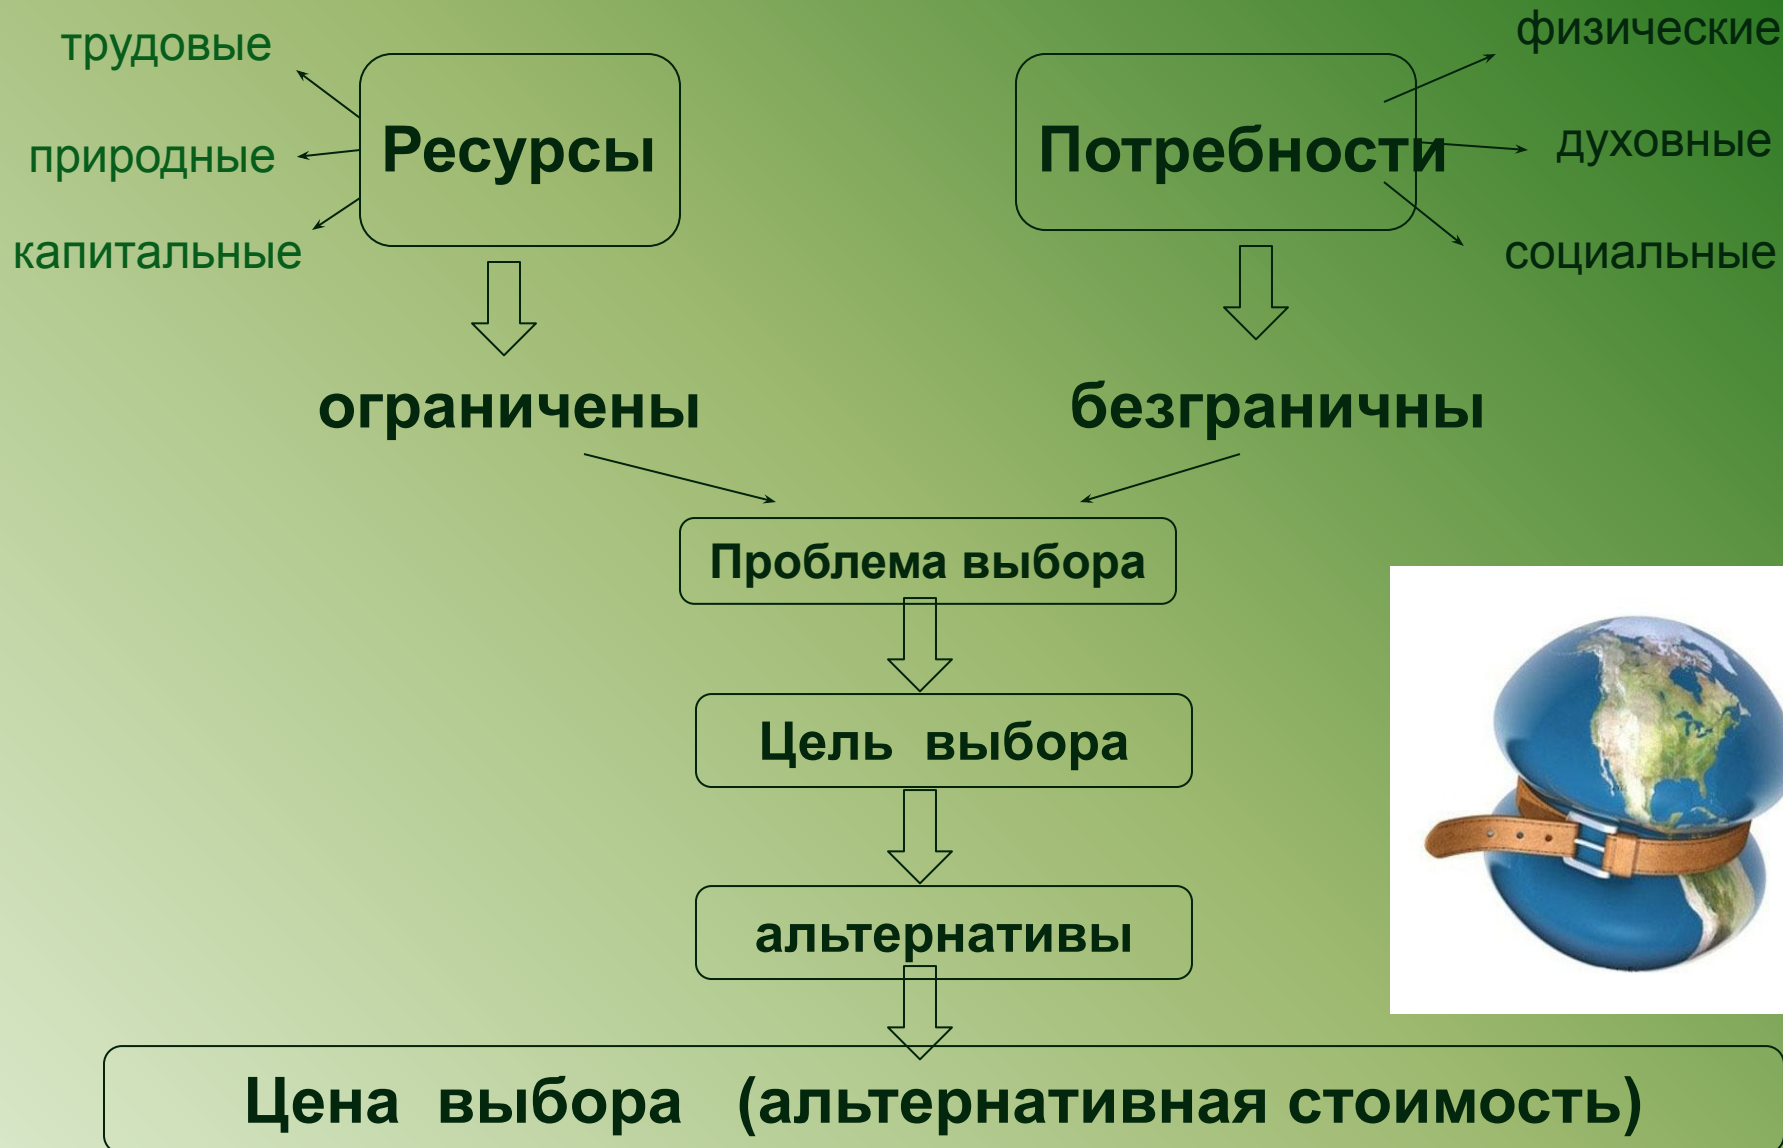 трудовые
природные
капитальные
Ресурсы
Потребности
физические
духовные
социальные
ограничены
безграничны
Проблема выбора
Цель выбора
альтернативы
Цена выбора (альтернативная стоимость)